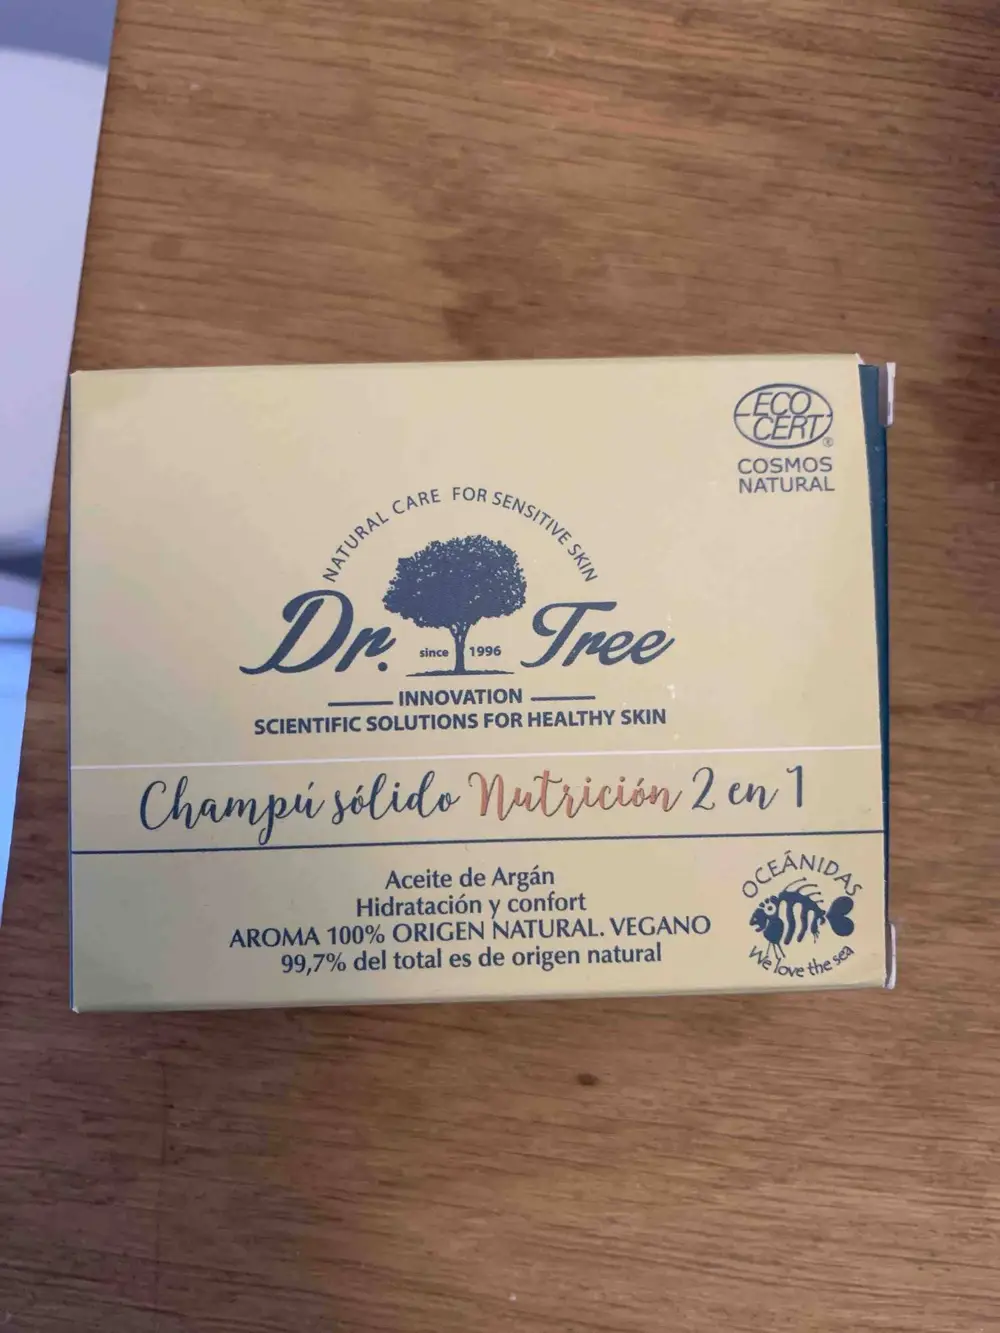 ECO
CERT®
COSMOS
NATURAL
NATURAL CARE FOR SENSITIVE SKIN
Dr. Tree
since 1996
INNOVATION
SCIENTIFIC SOLUTIONS FOR HEALTHY SKIN
Champú sólido Nutrición 2 en 1
Aceite de Argán
Hidratación y confort
AROMA 100% ORIGEN NATURAL. VEGANO
99,7% del total es de origen natural
OCEÁNIDAS
We love the sea